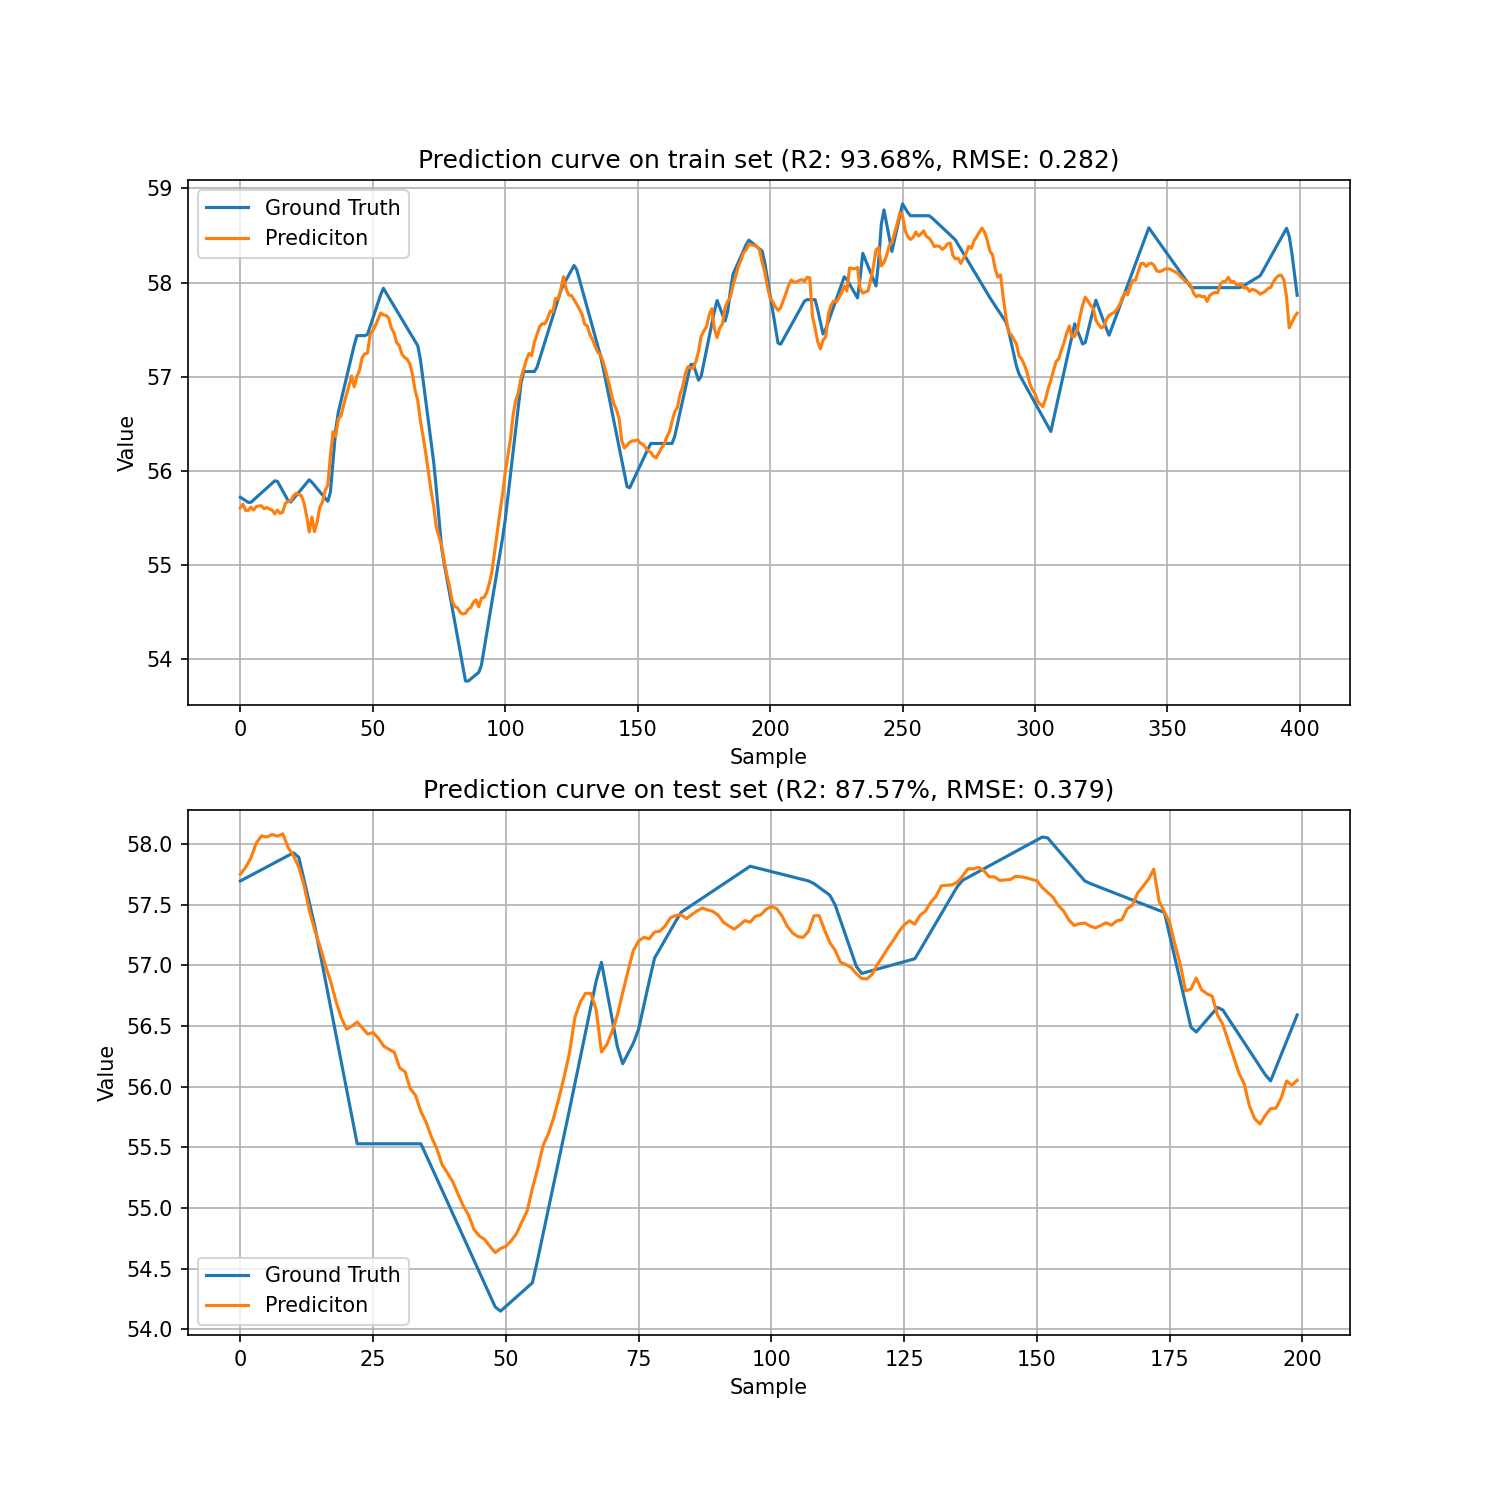 Prediction curve on train set (R2: 93.68%, RMSE: 0.282)
59
58
57
56
55
54
Value
Ground Truth
Prediciton
0 50 100 150 200 250 300 350 400
Sample
Prediction curve on test set (R2: 87.57%, RMSE: 0.379)
58.0
57.5
57.0
56.5
56.0
55.5
55.0
54.5
54.0
Value
Ground Truth
Prediciton
0 25 50 75 100 125 150 175 200
Sample